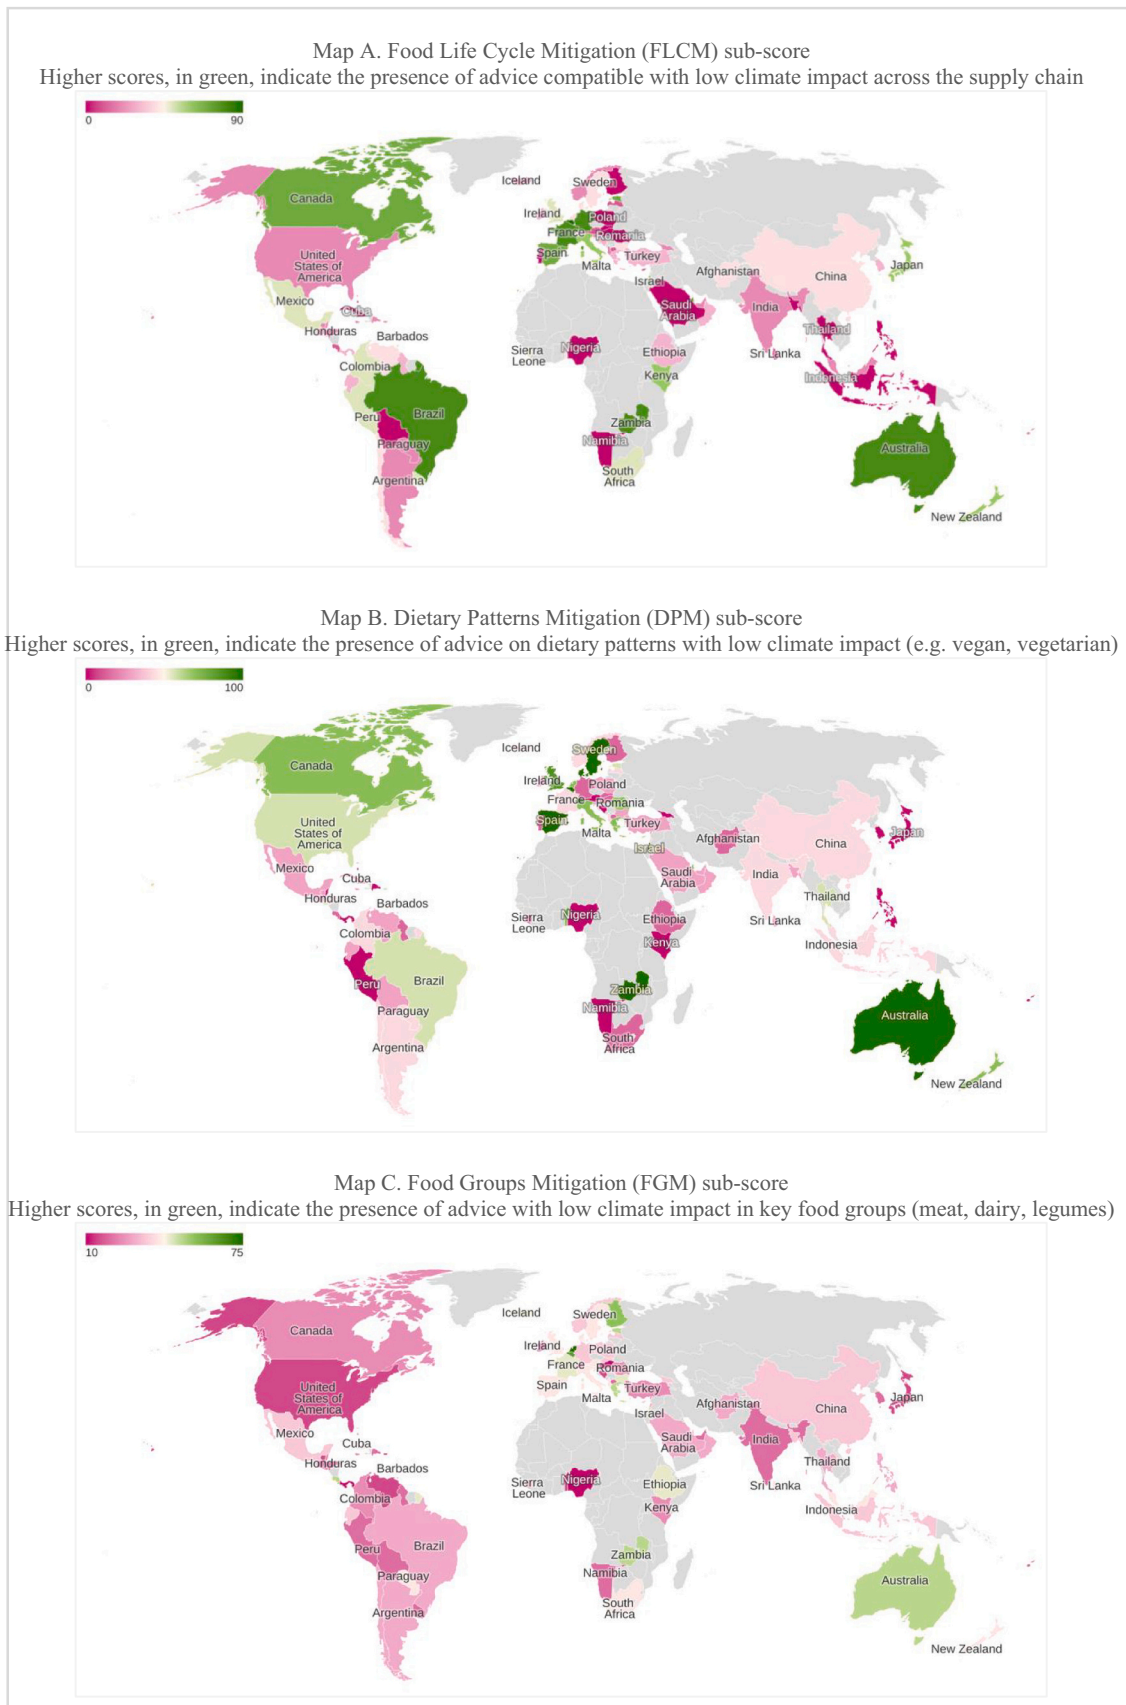 Map A. Food Life Cycle Mitigation (FLCM) sub-score
Higher scores, in green, indicate the presence of advice compatible with low climate impact across the supply chain
0 90
Iceland
Sweden
Canada
Ireland
Poland
France
Romania
Spain
Turkey
Malta
United
States of
America
Afghanistan
China
Japan
Israel
Mexico
Saudi
Arabia
India
Cuba
Honduras
Barbados
Thailand
Sierra
Leone
Nigeria
Ethiopia
Sri Lanka
Colombia
Kenya
Indonesia
Peru
Brazil
Zambia
Paraguay
Namibia
Australia
Argentina
South
Africa
New Zealand
Map B. Dietary Patterns Mitigation (DPM) sub-score
Higher scores, in green, indicate the presence of advice on dietary patterns with low climate impact (e.g. vegan, vegetarian)
0 100
Iceland
Sweden
Canada
Ireland
Poland
France
Romania
Spain
Turkey
Malta
United
States of
America
Afghanistan
China
Japan
Israel
Mexico
Saudi
Arabia
India
Cuba
Honduras
Barbados
Thailand
Sierra
Leone
Nigeria
Ethiopia
Sri Lanka
Colombia
Kenya
Indonesia
Peru
Brazil
Zambia
Paraguay
Namibia
Australia
Argentina
South
Africa
New Zealand
Map C. Food Groups Mitigation (FGM) sub-score
Higher scores, in green, indicate the presence of advice with low climate impact in key food groups (meat, dairy, legumes)
10 75
Iceland
Sweden
Canada
Ireland
Poland
France
Romania
Spain
Turkey
Malta
United
States of
America
Afghanistan
China
Japan
Israel
Mexico
Saudi
Arabia
India
Cuba
Honduras
Barbados
Thailand
Sierra
Leone
Nigeria
Ethiopia
Sri Lanka
Colombia
Kenya
Indonesia
Peru
Brazil
Zambia
Paraguay
Namibia
Australia
Argentina
South
Africa
New Zealand